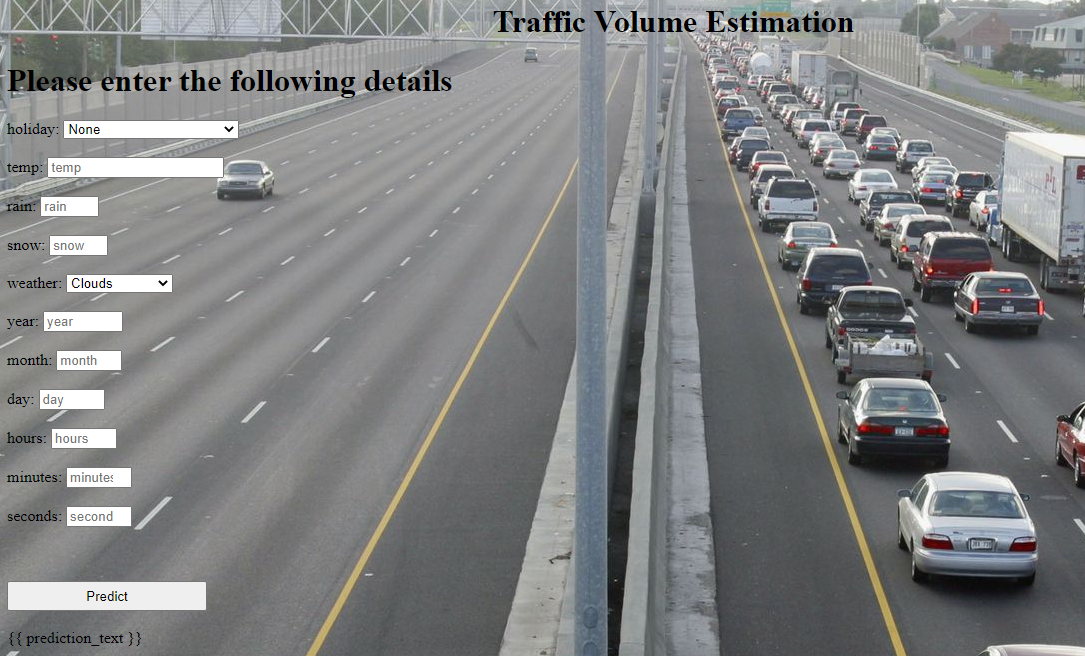 Traffic Volume Estimation
Please enter the following details
holiday: None
temp: temp
rain: rain
snow: snow
weather: Clouds
year: year
month: month
day: day
hours: hours
minutes: minutes
seconds: second
Predict
{{ prediction_text }}